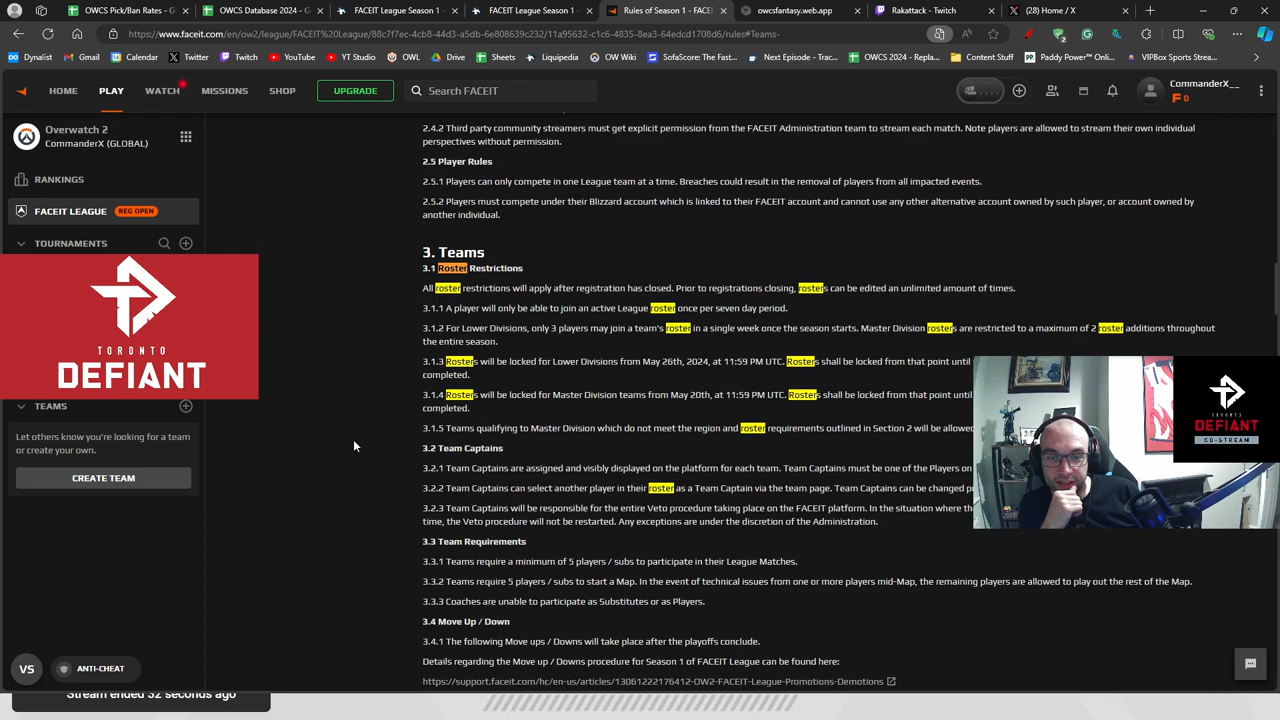 OWCS Pick/Ban Rates - G
OWCS Database 2024 - G
FACEIT League Season 1 -
FACEIT League Season 1 -
Rules of Season 1 - FACE
owcsfantasy.web.app
Rakattack - Twitch
(28) Home / X
https://www.faceit.com/en/ow2/league/FACEIT%20League/88c7f7ec-4cb8-44d3-a5db-6e808639c232/11a95632-c1c6-4835-8ea3-64edcd1708d6/rules#Teams-
Dynalist
Gmail
Calendar
Twitter
Twitch
YouTube
YT Studio
OWL
Drive
Sheets
Liquipedia
OW Wiki
SofaScore: The Fast...
Next Episode - Trac...
OWCS 2024 - Repla...
Content Stuff
Paddy Power™ Onli...
VIPBox Sports Strea...
HOME
PLAY
WATCH
MISSIONS
SHOP
UPGRADE
Search FACEIT
CommanderX__
0
Overwatch 2
CommanderX (GLOBAL)
RANKINGS
FACEIT LEAGUE
REG OPEN
TOURNAMENTS
TORONTO
DEFIANT
TEAMS
Let others know you're looking for a team
or create your own.
CREATE TEAM
VS
ANTI-CHEAT
Stream ended 32 seconds ago
2.4.2 Third party community streamers must get explicit permission from the FACEIT Administration team to stream each match. Note players are allowed to stream their own individual
perspectives without permission.
2.5 Player Rules
2.5.1 Players can only compete in one League team at a time. Breaches could result in the removal of players from all impacted events.
2.5.2 Players must compete under their Blizzard account which is linked to their FACEIT account and cannot use any other alternative account owned by such player, or account owned by
another individual.
3. Teams
3.1 Roster Restrictions
All roster restrictions will apply after registration has closed. Prior to registrations closing, rosters can be edited an unlimited amount of times.
3.1.1 A player will only be able to join an active League roster once per seven day period.
3.1.2 For Lower Divisions, only 3 players may join a team's roster in a single week once the season starts. Master Division rosters are restricted to a maximum of 2 roster additions throughout
the entire season.
3.1.3 Rosters will be locked for Lower Divisions from May 26th, 2024, at 11:59 PM UTC. Rosters shall be locked from that point until
completed.
3.1.4 Rosters will be locked for Master Division teams from May 20th, at 11:59 PM UTC. Rosters shall be locked from that point until
completed.
3.1.5 Teams qualifying to Master Division which do not meet the region and roster requirements outlined in Section 2 will be allowed
3.2 Team Captains
3.2.1 Team Captains are assigned and visibly displayed on the platform for each team. Team Captains must be one of the Players on
3.2.2 Team Captains can select another player in their roster as a Team Captain via the team page. Team Captains can be changed
3.2.3 Team Captains will be responsible for the entire Veto procedure taking place on the FACEIT platform. In the situation where
time, the Veto procedure will not be restarted. Any exceptions are under the discretion of the Administration.
3.3 Team Requirements
3.3.1 Teams require a minimum of 5 players / subs to participate in their League Matches.
3.3.2 Teams require 5 players / subs to start a Map. In the event of technical issues from one or more players mid-Map, the remaining players are allowed to play out the rest of the Map.
3.3.3 Coaches are unable to participate as Substitutes or as Players.
3.4 Move Up / Down
3.4.1 The following Move ups / Downs will take place after the playoffs conclude.
Details regarding the Move up / Downs procedure for Season 1 of FACEIT League can be found here:
https://support.faceit.com/hc/en-us/articles/13061222176412-OW2-FACEIT-League-Promotions-Demotions
TORONTO
DEFIANT
CO-STREAM